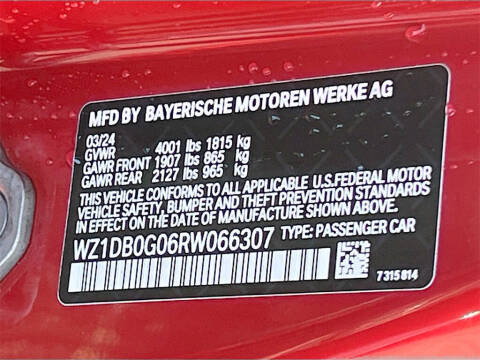 MFD BY BAYERISCHE MOTOREN WERKE AG
03/24
GVWR 4001 lbs 1815 kg
GAWR FRONT 1907 lbs 865 kg
GAWR REAR 2127 lbs 965 kg
THIS VEHICLE CONFORMS TO ALL APPLICABLE U.S.FEDERAL MOTOR
VEHICLE SAFETY, BUMPER AND THEFT PREVENTION STANDARDS
IN EFFECT ON THE DATE OF MANUFACTURE SHOWN ABOVE.
WZ1DB0G06RW066307 TYPE: PASSENGER CAR
7315814